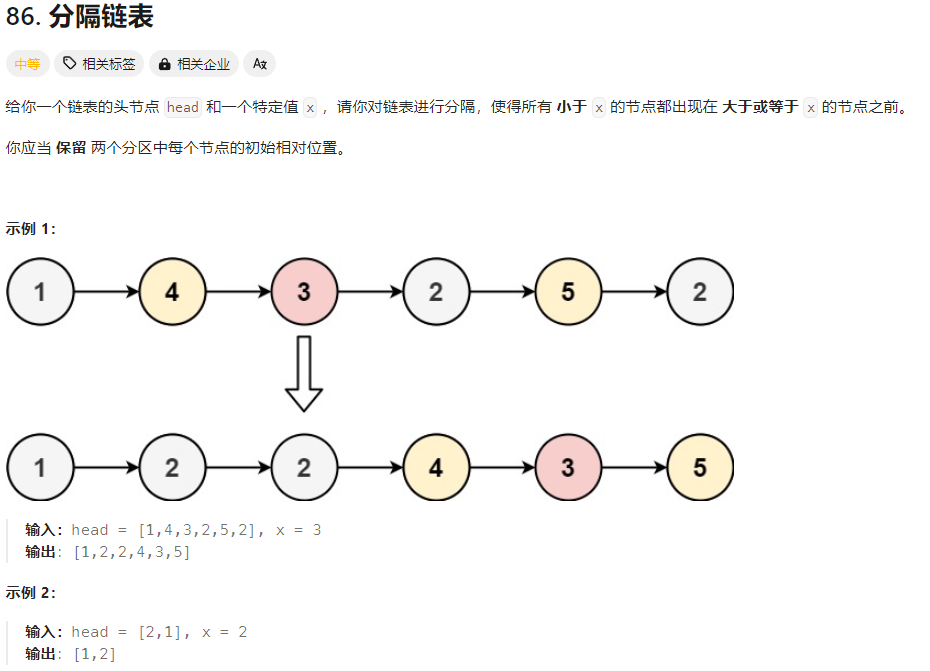 86. 分隔链表
中等 相关标签 相关企业 Aあ
给你一个链表的头节点 head 和一个特定值 x ，请你对链表进行分隔，使得所有 小于 x 的节点都出现在 大于或等于 x 的节点之前。
你应当 保留 两个分区中每个节点的初始相对位置。
示例 1：
1 4 3 2 5 2
1 2 2 4 3 5
输入：head = [1,4,3,2,5,2], x = 3
输出：[1,2,2,4,3,5]
示例 2：
输入：head = [2,1], x = 2
输出：[1,2]